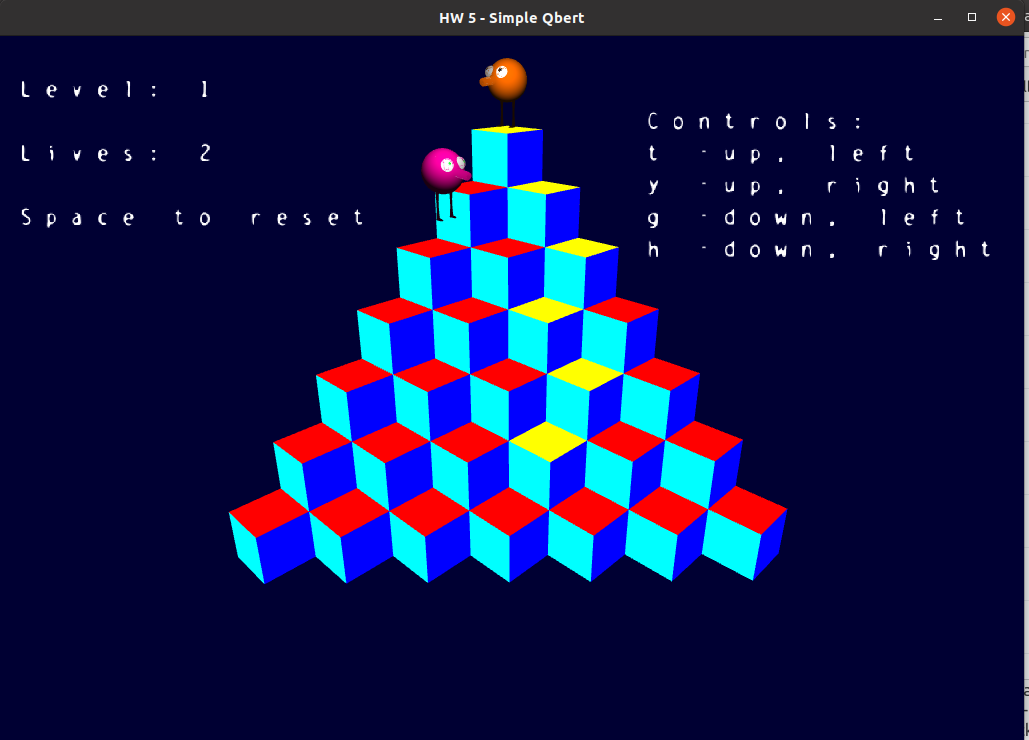 HW 5 - Simple Qbert
Level: 1
Lives: 2
Space to reset
Controls:
t -up, left
y -up, right
g -down, left
h -down, right